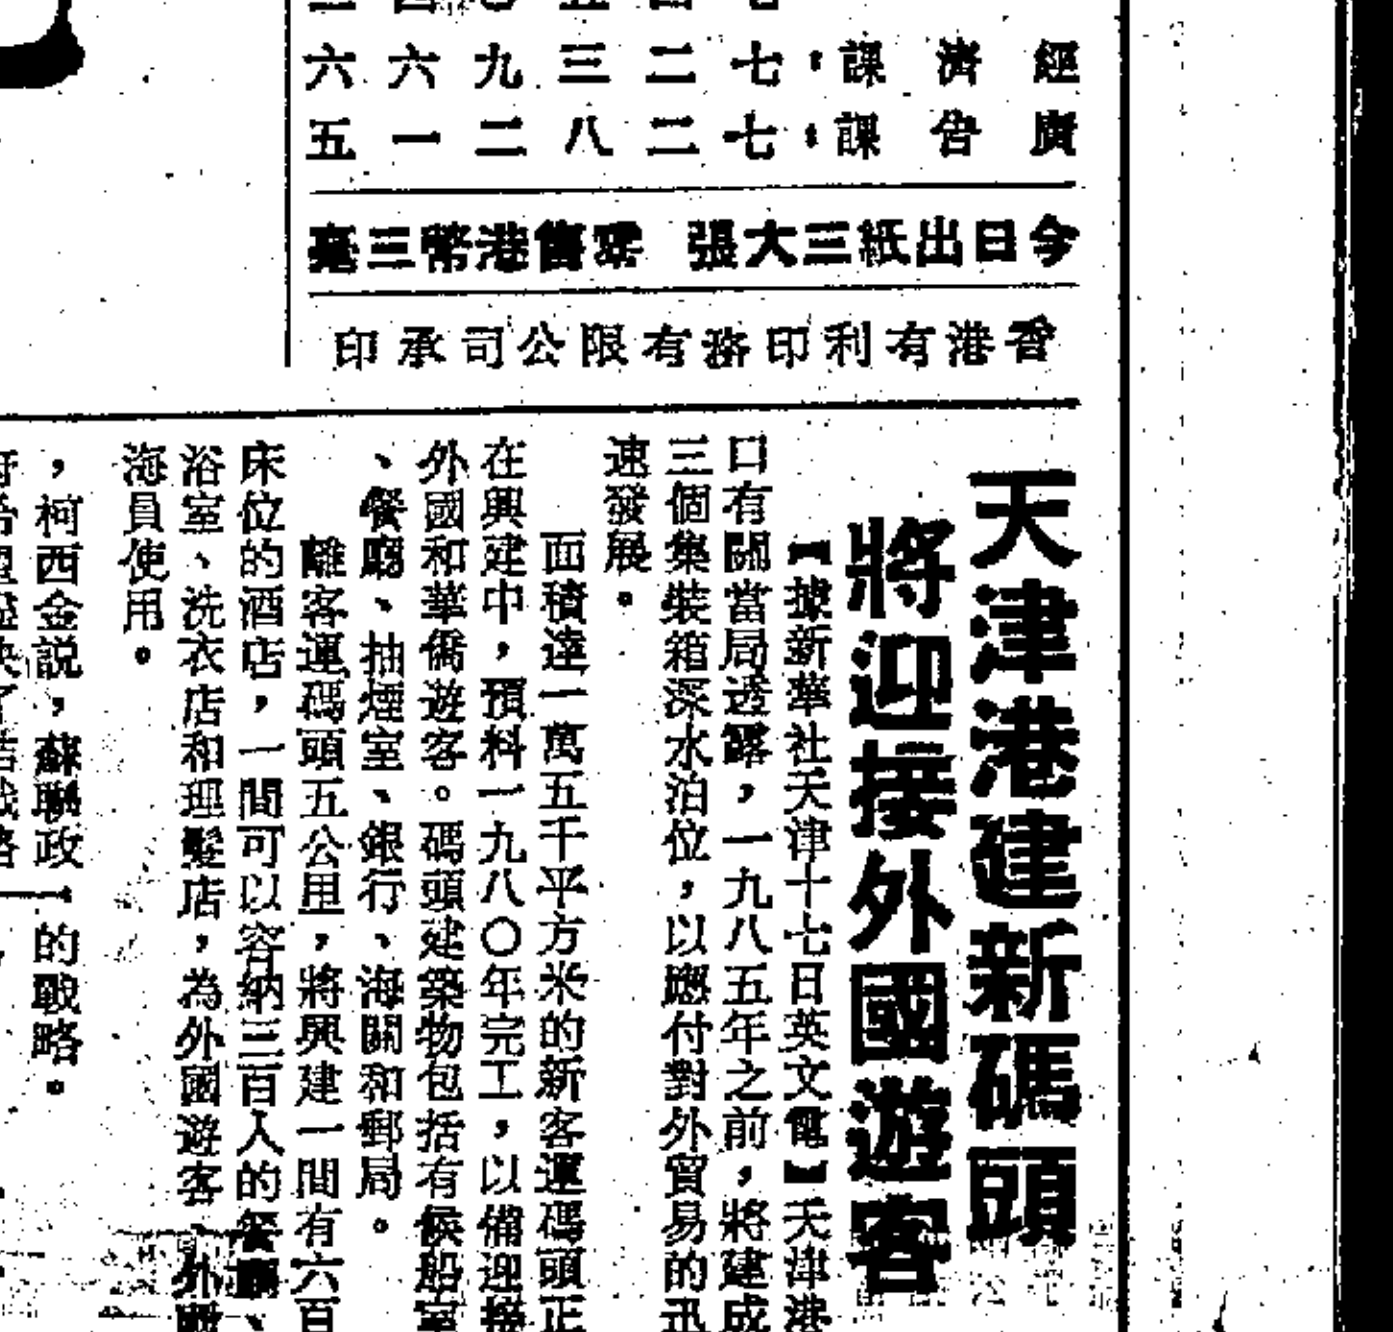 經濟課：七二三九六六
廣告課：七二八二一五
今日出紙三大張 零售港幣三毫
香港有利印務有限公司承印
天津港建新碼頭
將迎接外國遊客
【據新華社天津十七日英文電】天津港
口有關當局透露，一九八五年之前，將建成
三個集裝箱深水泊位，以應付對外貿易的迅
速發展。
面積達一萬五千平方米的新客運碼頭正
在興建中，預料一九八〇年完工，以備迎接
外國和華僑遊客。碼頭建築物包括有候船室
、餐廳、抽煙室、銀行、海關和郵局。
離客運碼頭五公里，將興建一間有六百
床位的酒店，一間可以容納三百人的餐廳、
浴室、洗衣店和理髮店，為外國遊客、外國
海員使用。
，柯西金説，蘇聯政
的戰略。